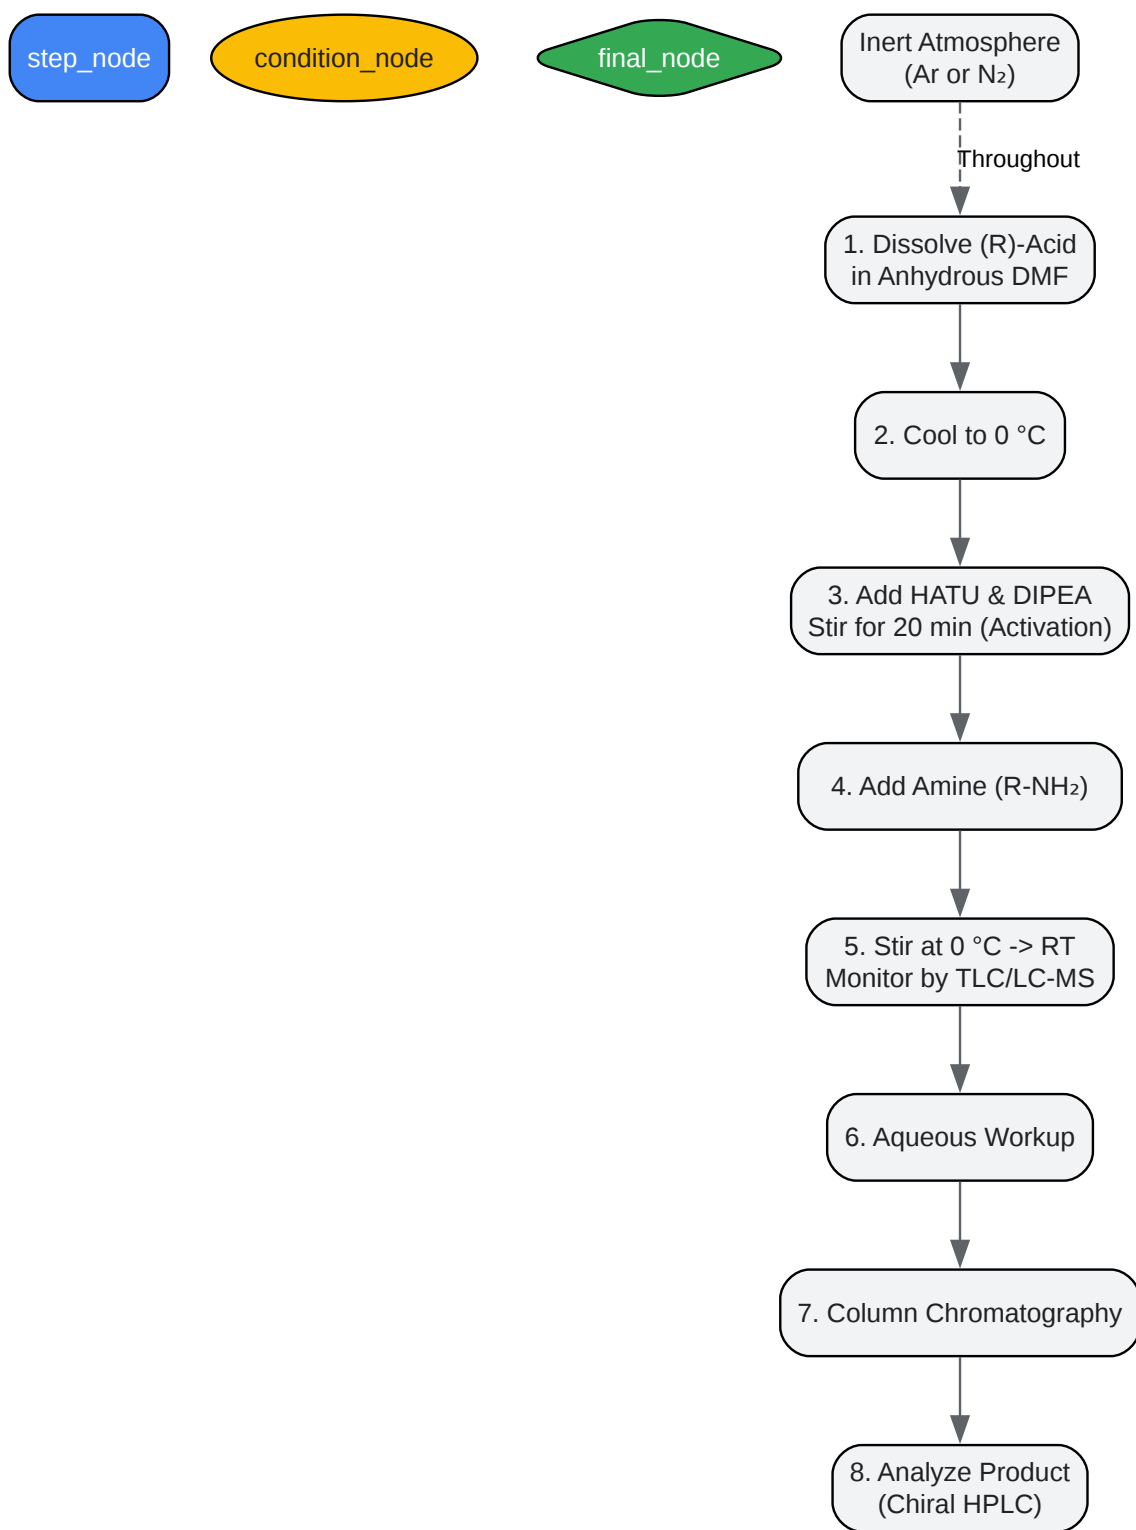 step_node
condition_node
final_node
Inert Atmosphere
(Ar or N₂)
Throughout
1. Dissolve (R)-Acid
in Anhydrous DMF
2. Cool to 0 °C
3. Add HATU & DIPEA
Stir for 20 min (Activation)
4. Add Amine (R-NH₂)
5. Stir at 0 °C -> RT
Monitor by TLC/LC-MS
6. Aqueous Workup
7. Column Chromatography
8. Analyze Product
(Chiral HPLC)